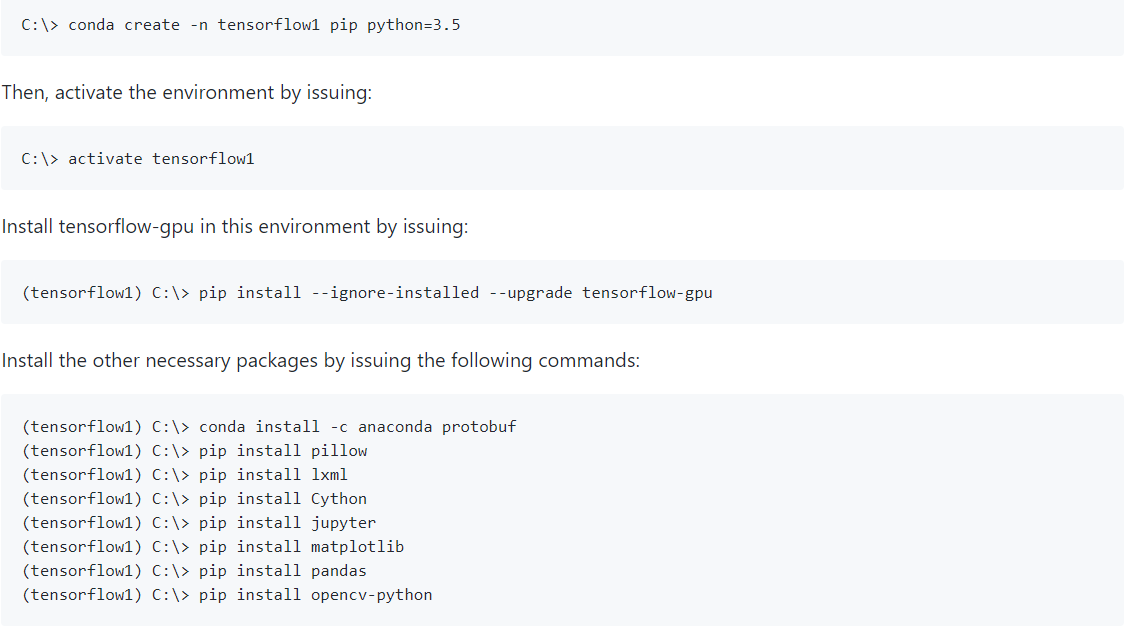 C:\> conda create -n tensorflow1 pip python=3.5
Then, activate the environment by issuing:
C:\> activate tensorflow1
Install tensorflow-gpu in this environment by issuing:
(tensorflow1) C:\> pip install --ignore-installed --upgrade tensorflow-gpu
Install the other necessary packages by issuing the following commands:
(tensorflow1) C:\> conda install -c anaconda protobuf
(tensorflow1) C:\> pip install pillow
(tensorflow1) C:\> pip install lxml
(tensorflow1) C:\> pip install Cython
(tensorflow1) C:\> pip install jupyter
(tensorflow1) C:\> pip install matplotlib
(tensorflow1) C:\> pip install pandas
(tensorflow1) C:\> pip install opencv-python